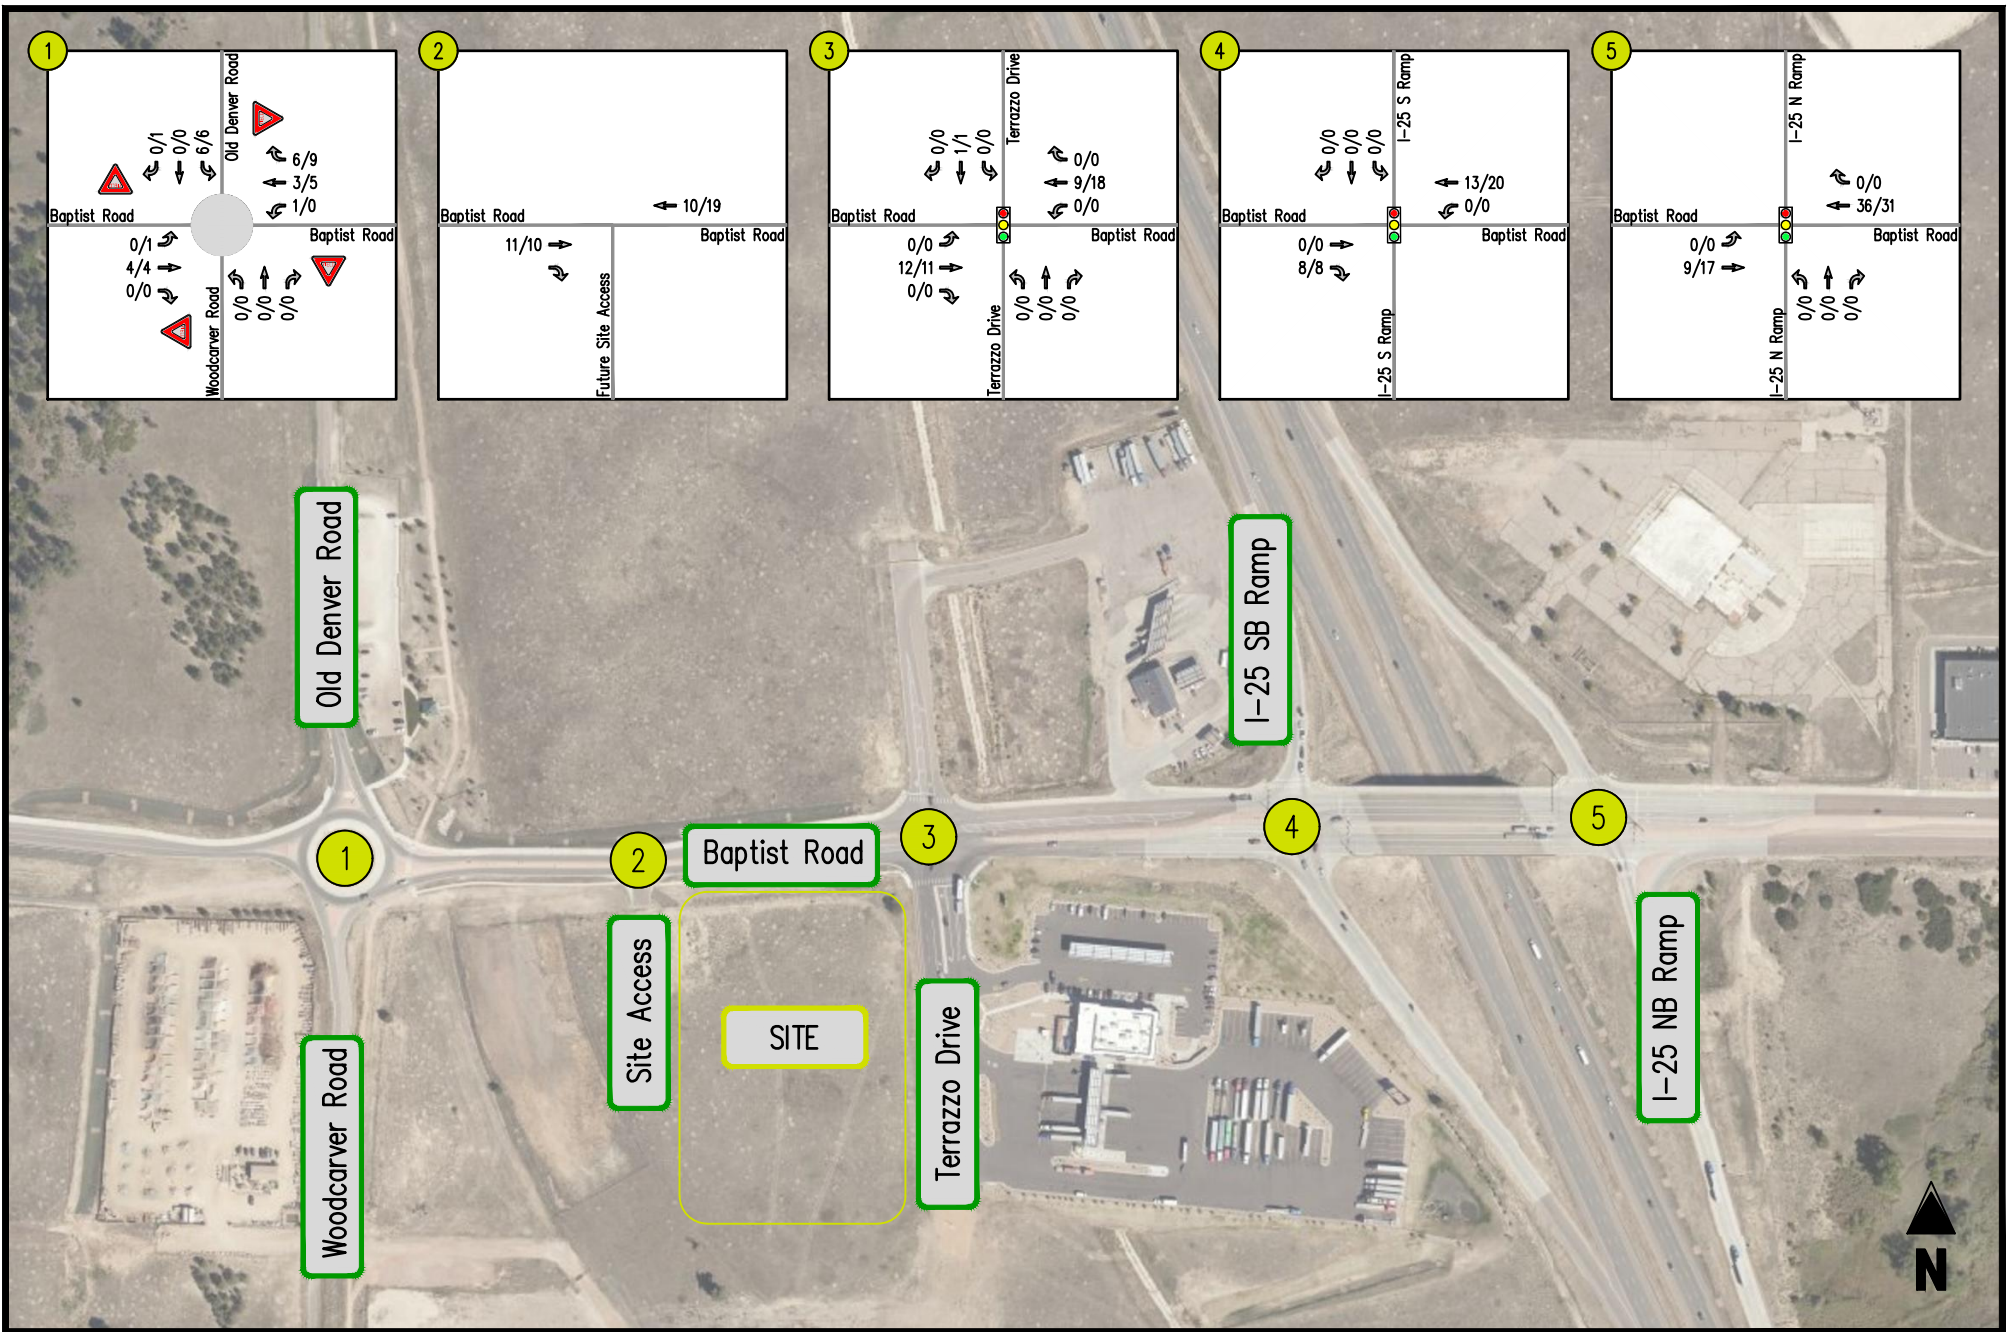 1
Old Denver Road
0/1
0/0
6/6
6/9
3/5
1/0
Baptist Road
Baptist Road
0/1
4/4
0/0
0/0
0/0
0/0
Woodcarver Road
2
10/19
Baptist Road
Baptist Road
11/10
Future Site Access
3
Terrazzo Drive
0/0
1/1
0/0
0/0
9/18
0/0
Baptist Road
Baptist Road
0/0
12/11
0/0
0/0
0/0
0/0
Terrazzo Drive
4
I-25 S Ramp
0/0
0/0
0/0
13/20
0/0
Baptist Road
Baptist Road
0/0
8/8
I-25 S Ramp
5
I-25 N Ramp
0/0
36/31
Baptist Road
Baptist Road
0/0
9/17
0/0
0/0
0/0
I-25 N Ramp
Old Denver Road
I-25 SB Ramp
1
2
Baptist Road
3
4
5
Site Access
SITE
Terrazzo Drive
I-25 NB Ramp
Woodcarver Road
N